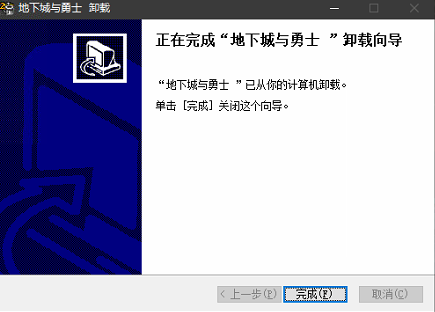 地下城与勇士 卸载
正在完成“地下城与勇士 ”卸载向导
“地下城与勇士 ”已从你的计算机卸载。
单击 [完成] 关闭这个向导。
< 上一步(P) 完成(F) 取消(C)